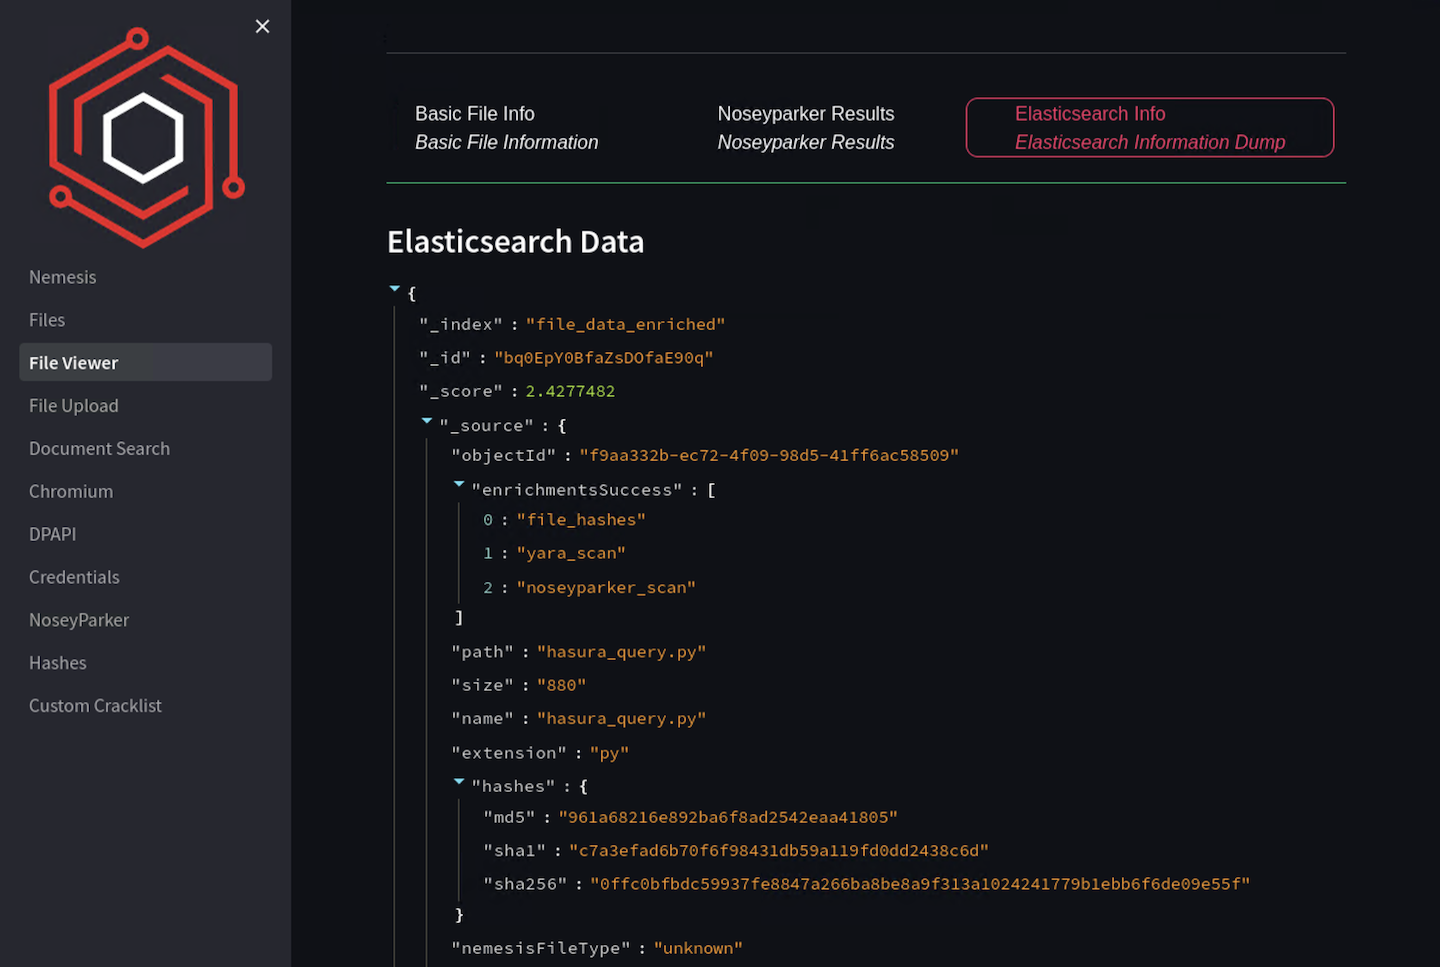 Nemesis
Files
File Viewer
File Upload
Document Search
Chromium
DPAPI
Credentials
NoseyParker
Hashes
Custom Cracklist
Basic File Info
Basic File Information
Noseyparker Results
Noseyparker Results
Elasticsearch Info
Elasticsearch Information Dump
Elasticsearch Data
{
"_index" : "file_data_enriched"
"_id" : "bq0EpY0BfaZsDOfaE90q"
"_score" : 2.4277482
"_source" : {
"objectId" : "f9aa332b-ec72-4f09-98d5-41ff6ac58509"
"enrichmentsSuccess" : [
0 : "file_hashes"
1 : "yara_scan"
2 : "noseyparker_scan"
]
"path" : "hasura_query.py"
"size" : "880"
"name" : "hasura_query.py"
"extension" : "py"
"hashes" : {
"md5" : "961a68216e892ba6f8ad2542eaa41805"
"sha1" : "c7a3efad6b70f6f98431db59a119fd0dd2438c6d"
"sha256" : "0ffc0bfbdc59937fe8847a266ba8be8a9f313a1024241779b1ebb6f6de09e55f"
}
"nemesisFileType" : "unknown"